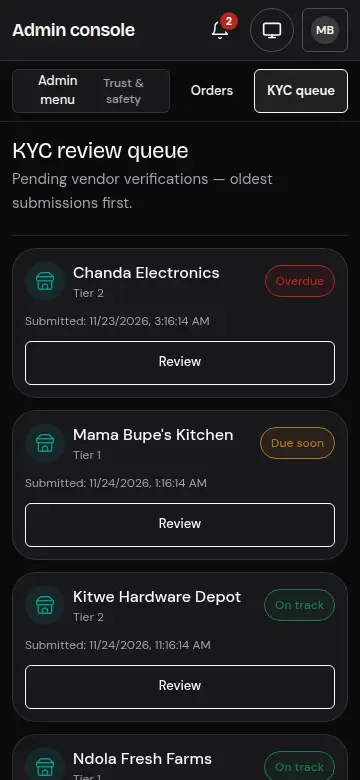 Admin console
2
MB
Admin menu
Trust & safety
Orders
KYC queue
KYC review queue
Pending vendor verifications — oldest
submissions first.
Chanda Electronics
Overdue
Tier 2
Submitted: 11/23/2026, 3:16:14 AM
Review
Mama Bupe's Kitchen
Due soon
Tier 1
Submitted: 11/24/2026, 1:16:14 AM
Review
Kitwe Hardware Depot
On track
Tier 2
Submitted: 11/24/2026, 11:16:14 AM
Review
Ndola Fresh Farms
On track
Tier 1